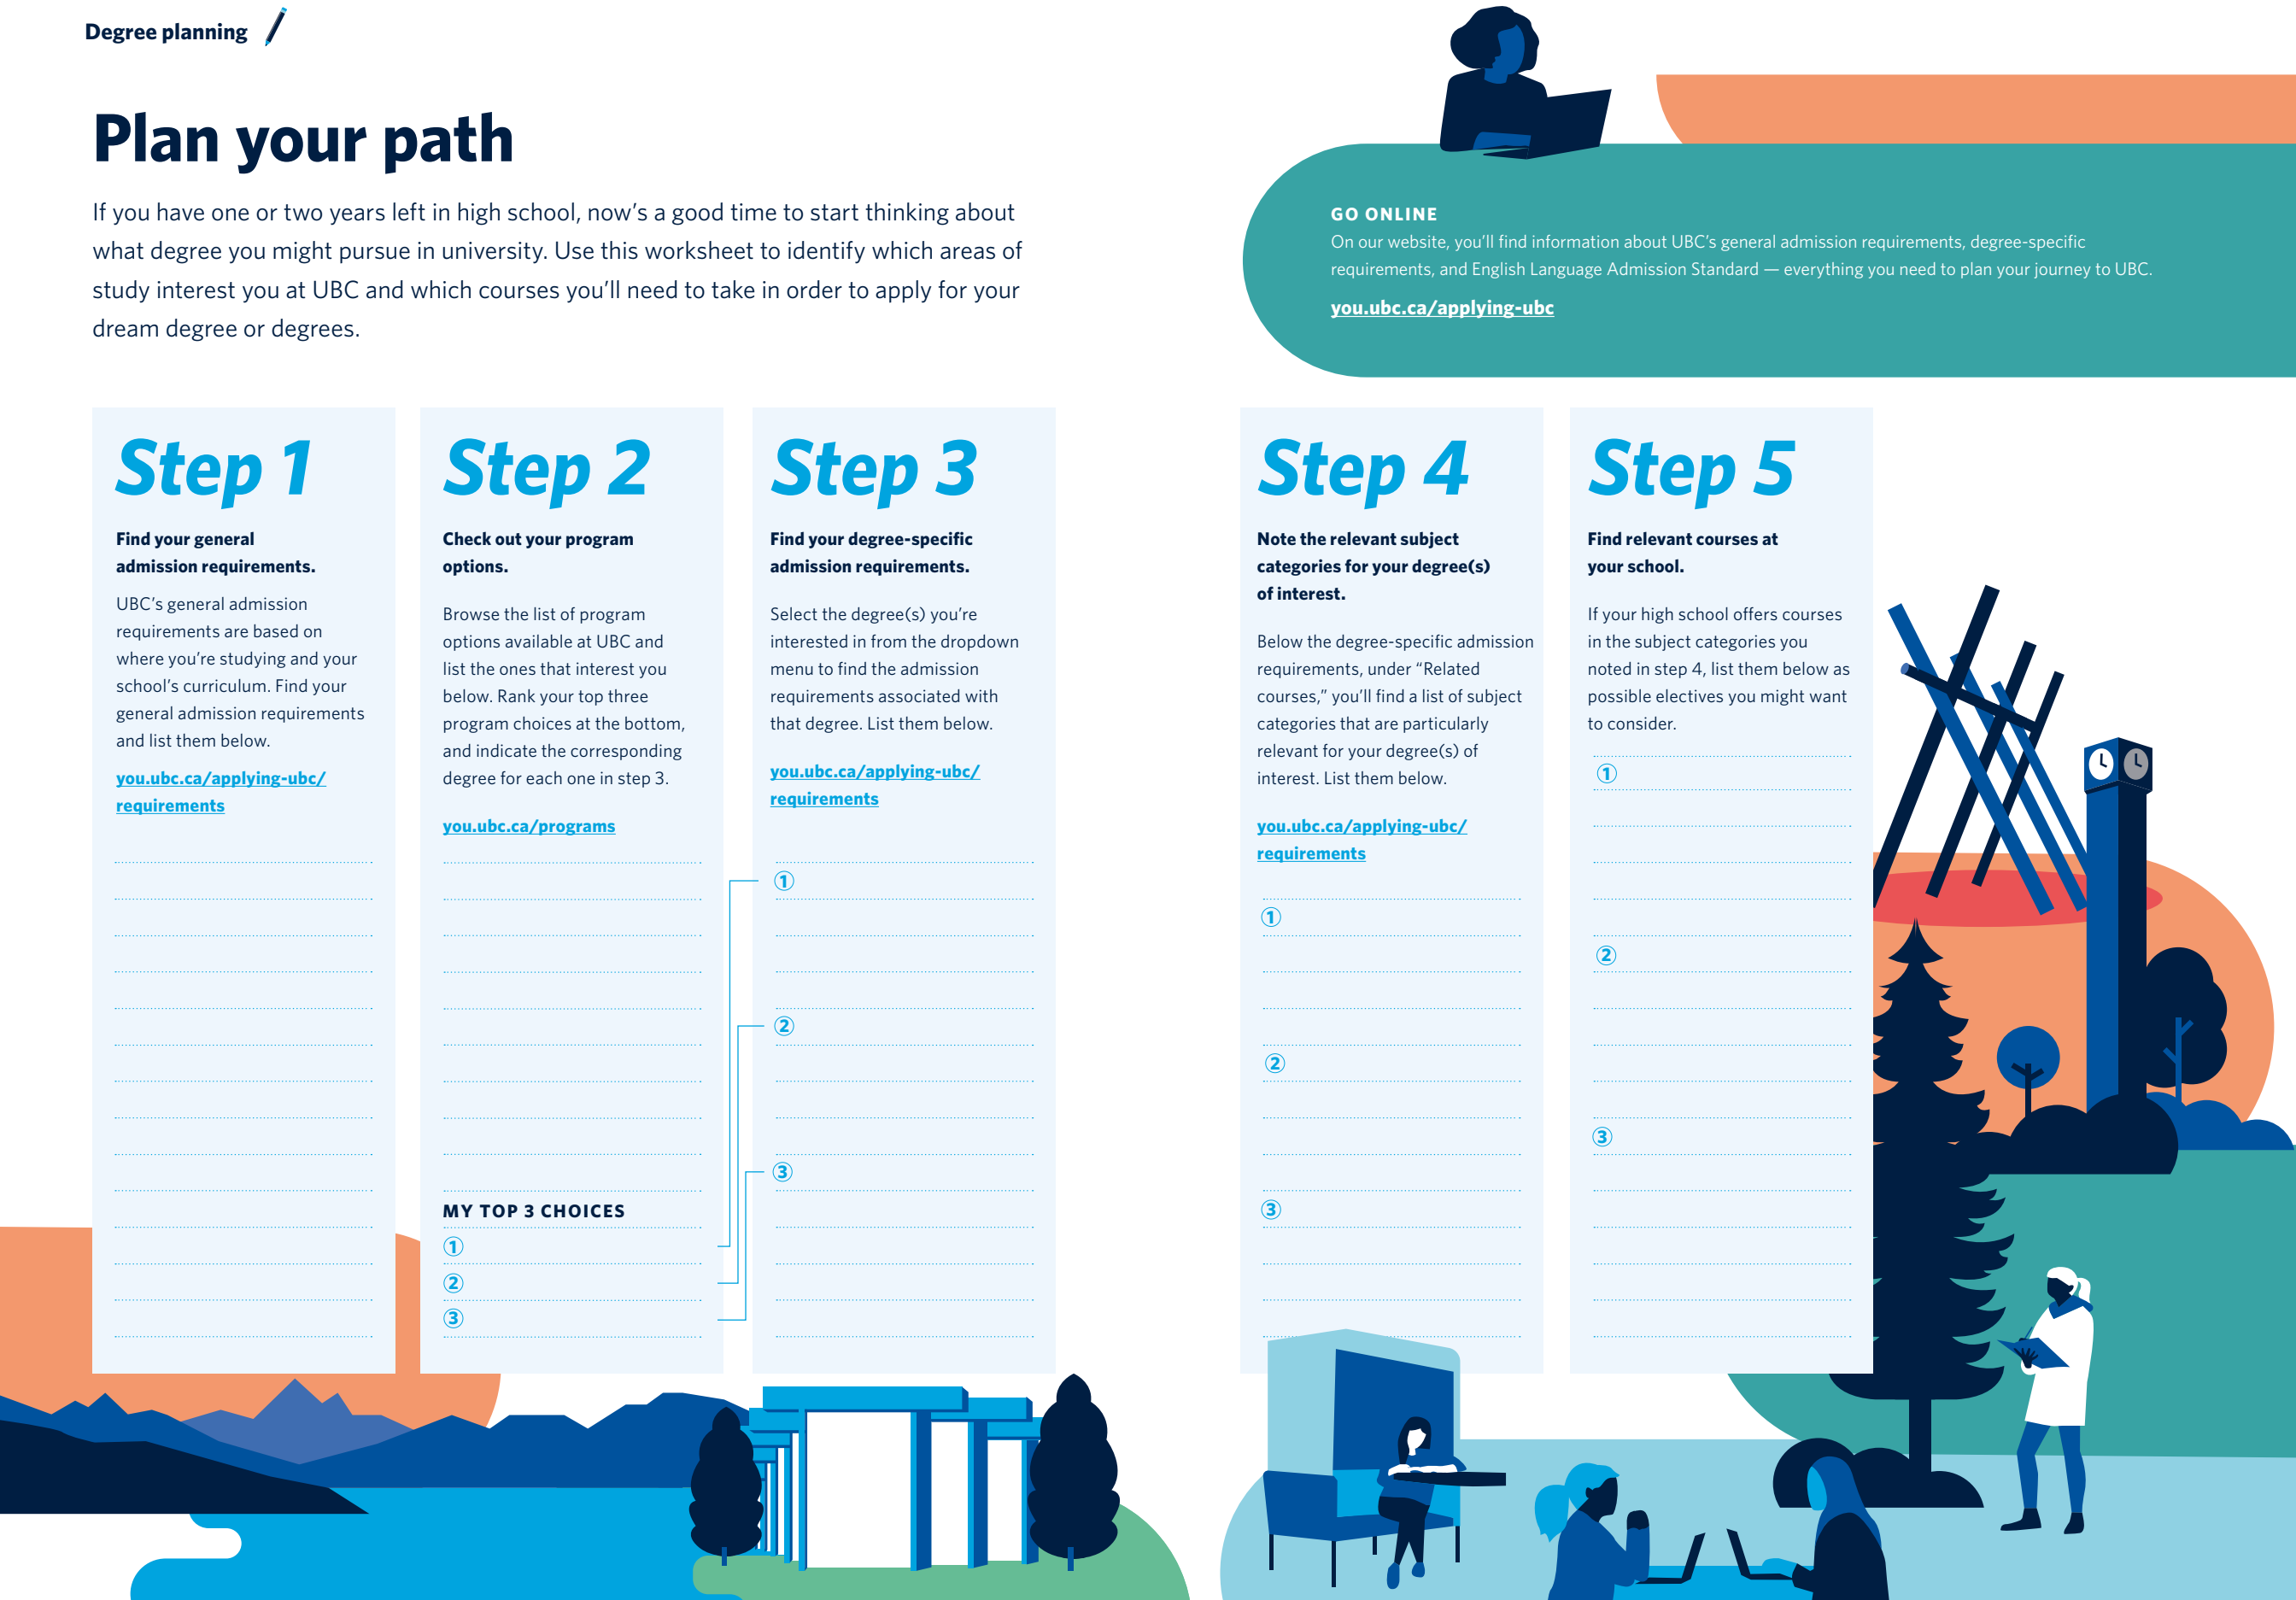 Degree planning
Plan your path
If you have one or two years left in high school, now's a good time to start thinking about
what degree you might pursue in university. Use this worksheet to identify which areas of
study interest you at UBC and which courses you'll need to take in order to apply for your
dream degree or degrees.
GO ONLINE
On our website, you'll find information about UBC's general admission requirements, degree-specific
requirements, and English Language Admission Standard — everything you need to plan your journey to UBC.
you.ubc.ca/applying-ubc
Step 1
Find your general
admission requirements.
UBC's general admission
requirements are based on
where you're studying and your
school's curriculum. Find your
general admission requirements
and list them below.
you.ubc.ca/applying-ubc/
requirements
Step 2
Check out your program
options.
Browse the list of program
options available at UBC and
list the ones that interest you
below. Rank your top three
program choices at the bottom,
and indicate the corresponding
degree for each one in step 3.
you.ubc.ca/programs
MY TOP 3 CHOICES
1
2
3
Step 3
Find your degree-specific
admission requirements.
Select the degree(s) you're
interested in from the dropdown
menu to find the admission
requirements associated with
that degree. List them below.
you.ubc.ca/applying-ubc/
requirements
1
2
3
Step 4
Note the relevant subject
categories for your degree(s)
of interest.
Below the degree-specific admission
requirements, under “Related
courses,” you'll find a list of subject
categories that are particularly
relevant for your degree(s) of
interest. List them below.
you.ubc.ca/applying-ubc/
requirements
1
2
3
Step 5
Find relevant courses at
your school.
If your high school offers courses
in the subject categories you
noted in step 4, list them below as
possible electives you might want
to consider.
1
2
3